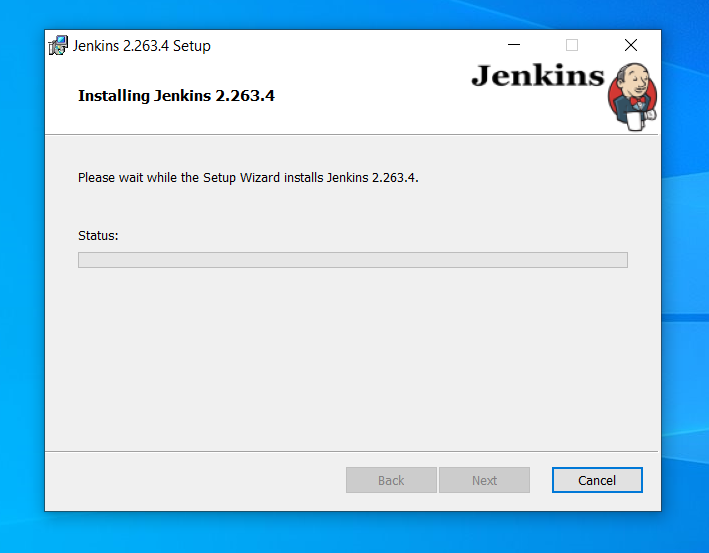 Jenkins 2.263.4 Setup
Jenkins
Installing Jenkins 2.263.4
Please wait while the Setup Wizard installs Jenkins 2.263.4.
Status:
Back
Next
Cancel